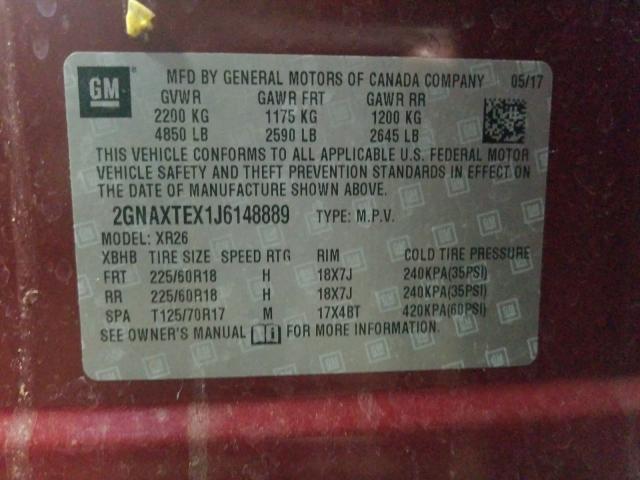 GM
MFD BY GENERAL MOTORS OF CANADA COMPANY 05/17
GVWR GAWR FRT GAWR RR
2200 KG 1175 KG 1200 KG
4850 LB 2590 LB 2645 LB
THIS VEHICLE CONFORMS TO ALL APPLICABLE U.S. FEDERAL MOTOR
VEHICLE SAFETY AND THEFT PREVENTION STANDARDS IN EFFECT ON
THE DATE OF MANUFACTURE SHOWN ABOVE.
2GNAXTEX1J6148889 TYPE: M.P.V.
MODEL: XR26
XBHB TIRE SIZE SPEED RTG RIM COLD TIRE PRESSURE
FRT 225/60R18 H 18X7J 240KPA(35PSI)
RR 225/60R18 H 18X7J 240KPA(35PSI)
SPA T125/70R17 M 17X4BT 420KPA(60PSI)
SEE OWNER'S MANUAL FOR MORE INFORMATION.